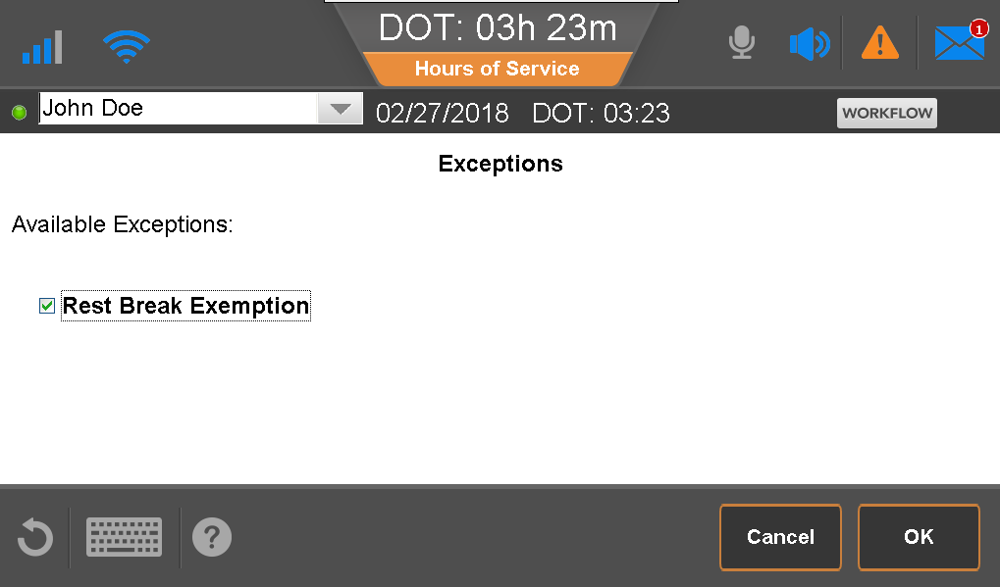 DOT: 03h 23m
1
Hours of Service
John Doe
02/27/2018 DOT: 03:23
WORKFLOW
Exceptions
Available Exceptions:
Rest Break Exemption
?
Cancel
OK